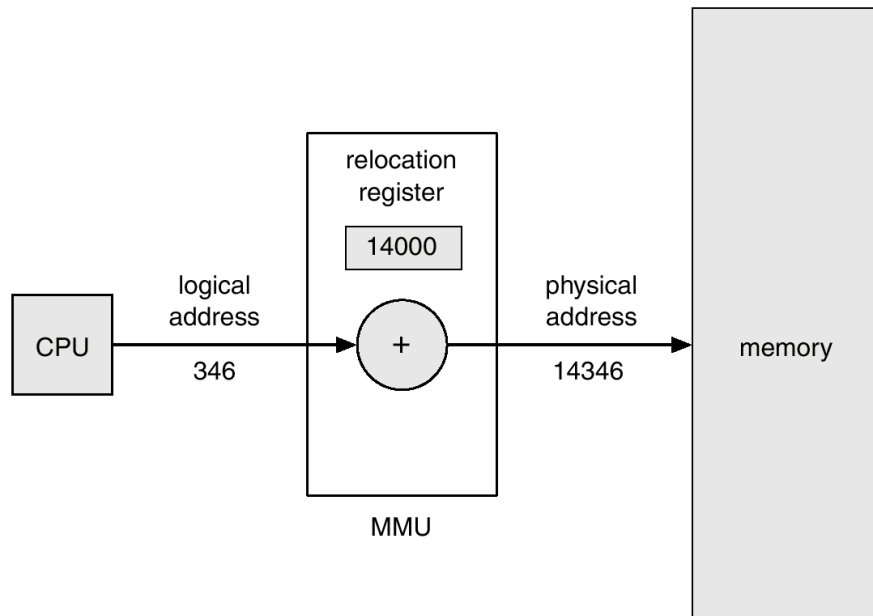 relocation
register
14000
logical
address
physical
address
CPU
+
memory
346
14346
MMU